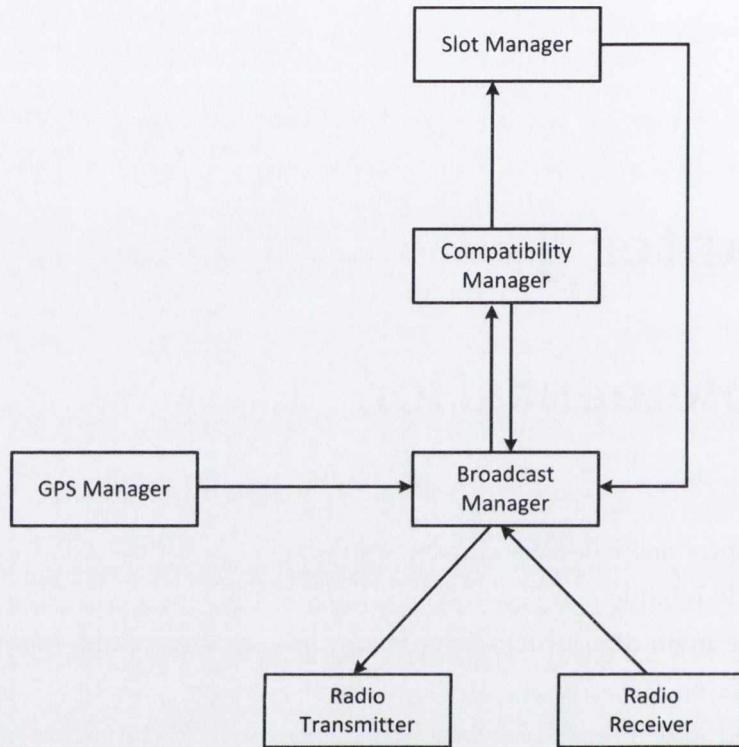 Slot Manager
Compatibility
Manager
GPS Manager
Broadcast
Manager
Radio
Transmitter
Radio
Receiver